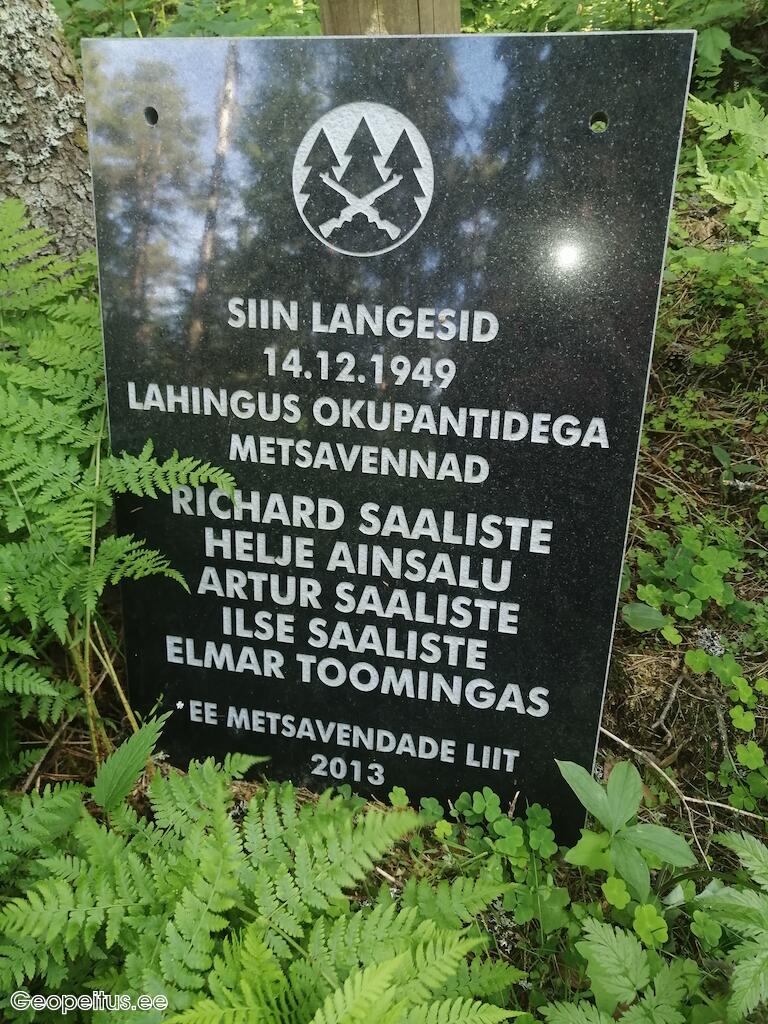 SIIN LANGESID
14.12.1949
LAHINGUS OKUPANTIDEGA
METSAVENNAD
RICHARD SAALISTE
HELJE AINSALU
ARTUR SAALISTE
ILSE SAALISTE
ELMAR TOOMINGAS
*EE METSAVENDADE LIIT
2013
Geopeitus.ee